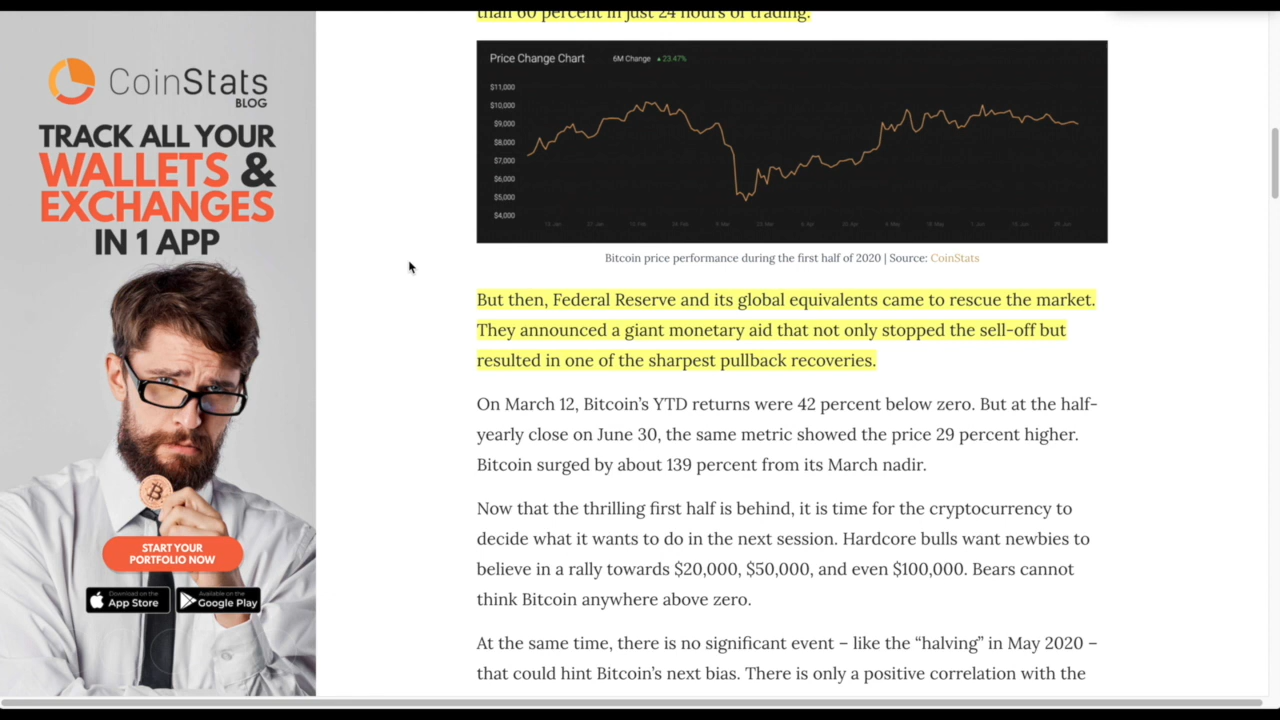 CoinStats
BLOG
TRACK ALL YOUR
WALLETS &
EXCHANGES
IN 1 APP
START YOUR
PORTFOLIO NOW
Download on the
App Store
Available on the
Google Play
than 60 percent in just 24 hours of trading.
Price Change Chart
6M Change ▲ 23.47%
$11,000
$10,000
$9,000
$8,000
$7,000
$6,000
$5,000
$4,000
Bitcoin price performance during the first half of 2020 | Source: CoinStats
But then, Federal Reserve and its global equivalents came to rescue the market.
They announced a giant monetary aid that not only stopped the sell-off but
resulted in one of the sharpest pullback recoveries.
On March 12, Bitcoin’s YTD returns were 42 percent below zero. But at the half-
yearly close on June 30, the same metric showed the price 29 percent higher.
Bitcoin surged by about 139 percent from its March nadir.
Now that the thrilling first half is behind, it is time for the cryptocurrency to
decide what it wants to do in the next session. Hardcore bulls want newbies to
believe in a rally towards $20,000, $50,000, and even $100,000. Bears cannot
think Bitcoin anywhere above zero.
At the same time, there is no significant event – like the “halving” in May 2020 –
that could hint Bitcoin’s next bias. There is only a positive correlation with the